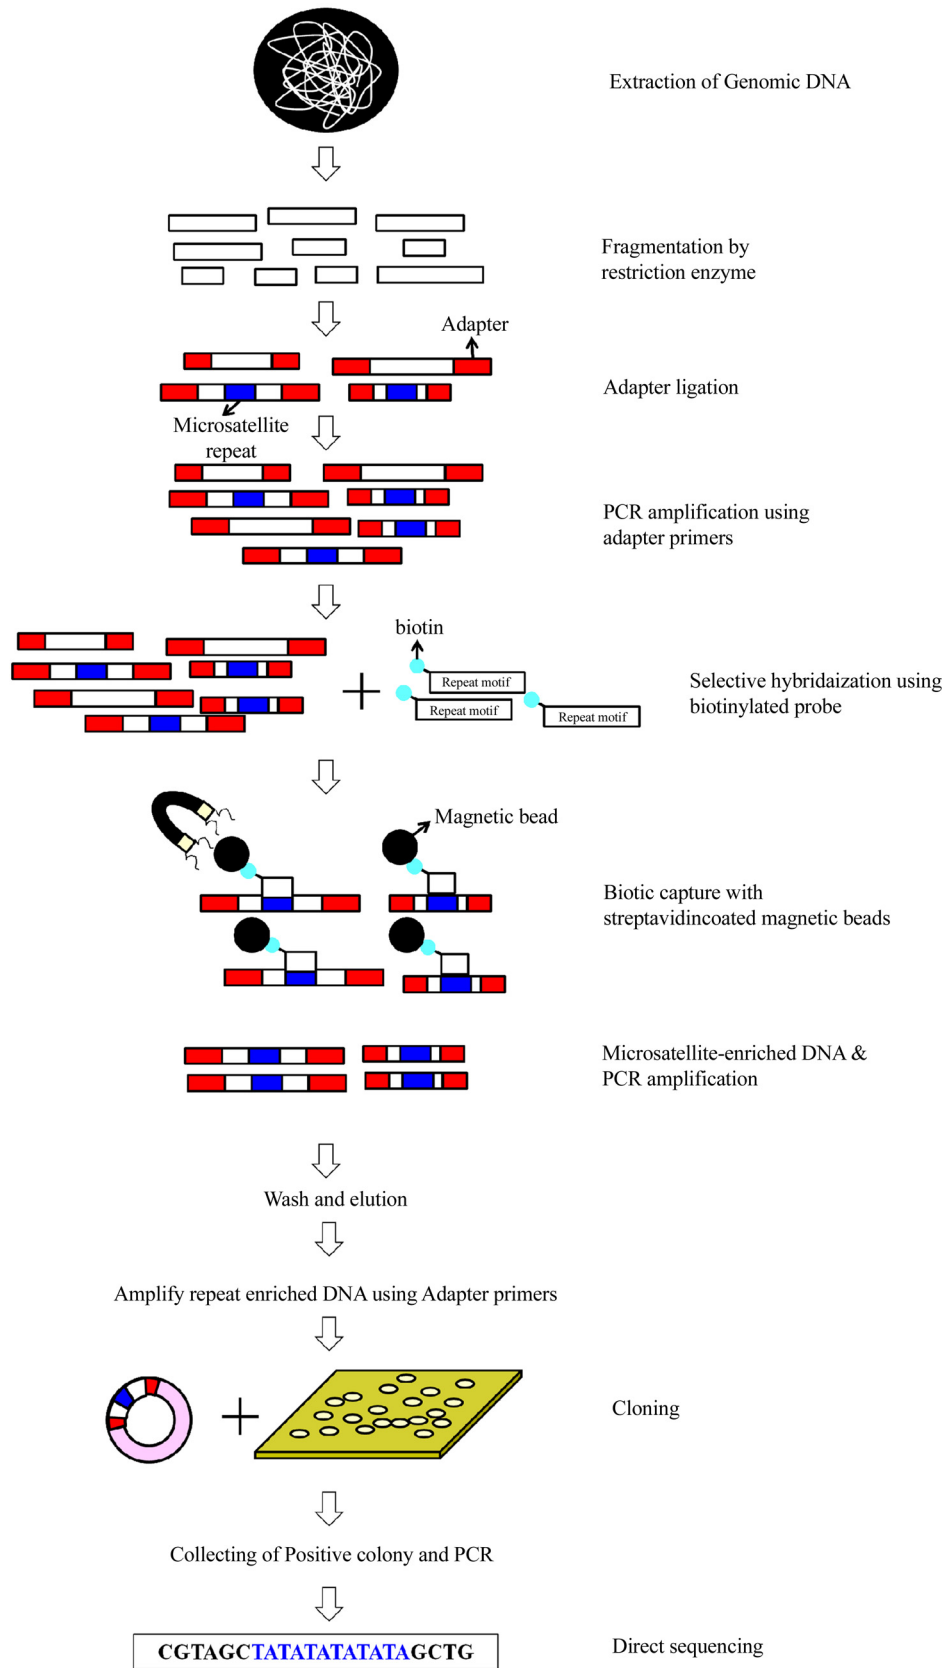 Extraction of Genomic DNA
Fragmentation by
restriction enzyme
Adapter
Adapter ligation
Microsatellite
repeat
PCR amplification using
adapter primers
biotin
Repeat motif
Repeat motif
Repeat motif
Selective hybridaization using
biotinylated probe
Magnetic bead
Biotic capture with
streptavidincoated magnetic beads
Microsatellite-enriched DNA &
PCR amplification
Wash and elution
Amplify repeat enriched DNA using Adapter primers
Cloning
Collecting of Positive colony and PCR
CGTAGCTATATATATATAGCTG
Direct sequencing